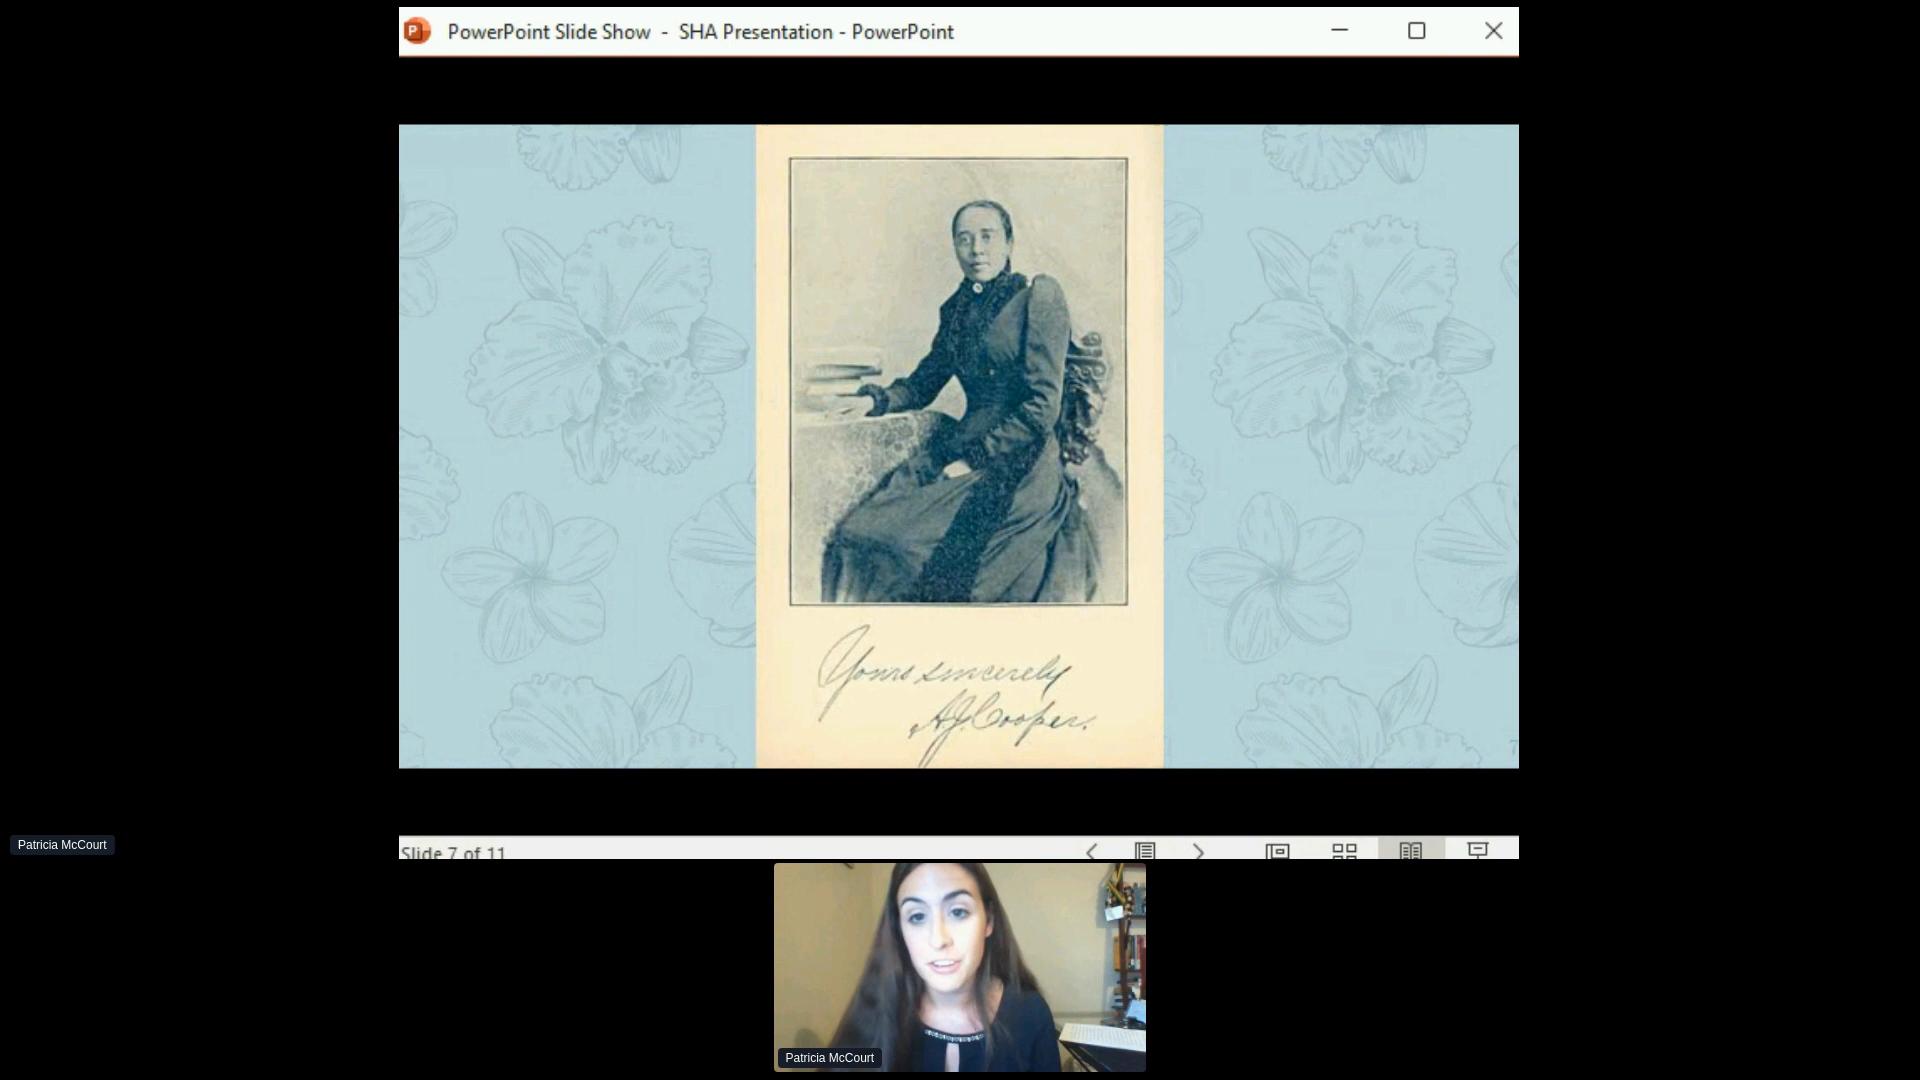 PowerPoint Slide Show - SHA Presentation - PowerPoint
Yours sincerely
A.J. Cooper.
Patricia McCourt
Slide 7 of 11
Patricia McCourt